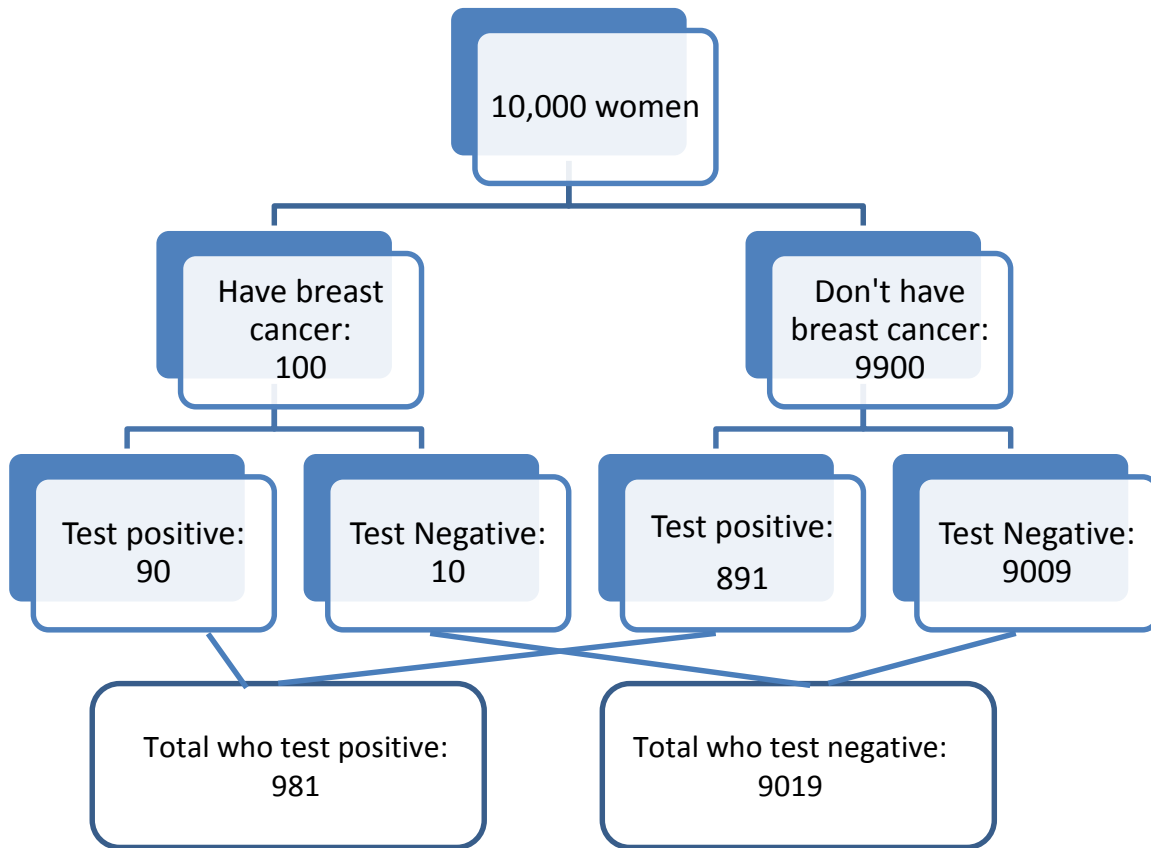 10,000 women
Have breast
cancer:
100
Don't have
breast cancer:
9900
Test positive:
90
Test Negative:
10
Test positive:
891
Test Negative:
9009
Total who test positive:
981
Total who test negative:
9019